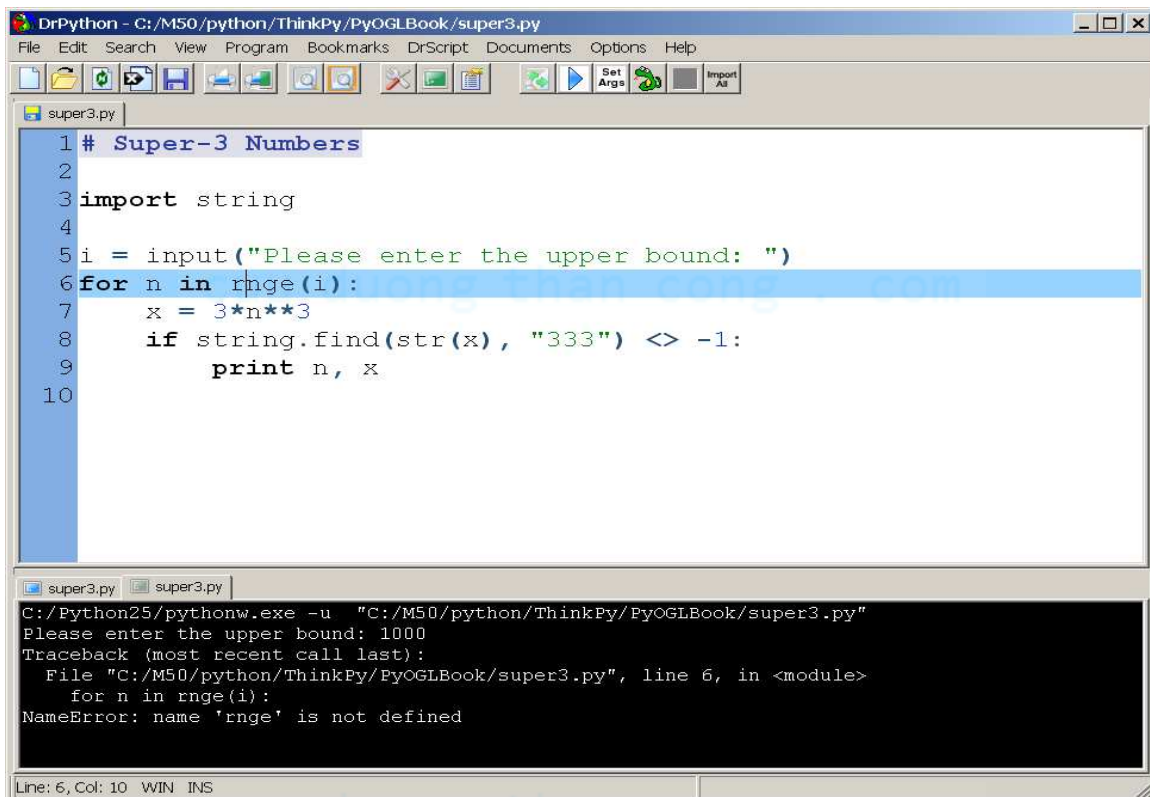 DrPython - C:/M50/python/ThinkPy/PyOGLBook/super3.py
File Edit Search View Program Bookmarks DrScript Documents Options Help
Set Args
Import All
super3.py
1 # Super-3 Numbers
2
3 import string
4
5 i = input("Please enter the upper bound: ")
6 for n in rnge(i):
7 x = 3*n**3
8 if string.find(str(x), "333") <> -1:
9 print n, x
10
duong than cong . com
super3.py super3.py
C:/Python25/pythonw.exe -u "C:/M50/python/ThinkPy/PyOGLBook/super3.py"
Please enter the upper bound: 1000
Traceback (most recent call last):
File "C:/M50/python/ThinkPy/PyOGLBook/super3.py", line 6, in <module>
for n in rnge(i):
NameError: name 'rnge' is not defined
Line: 6, Col: 10 WIN INS